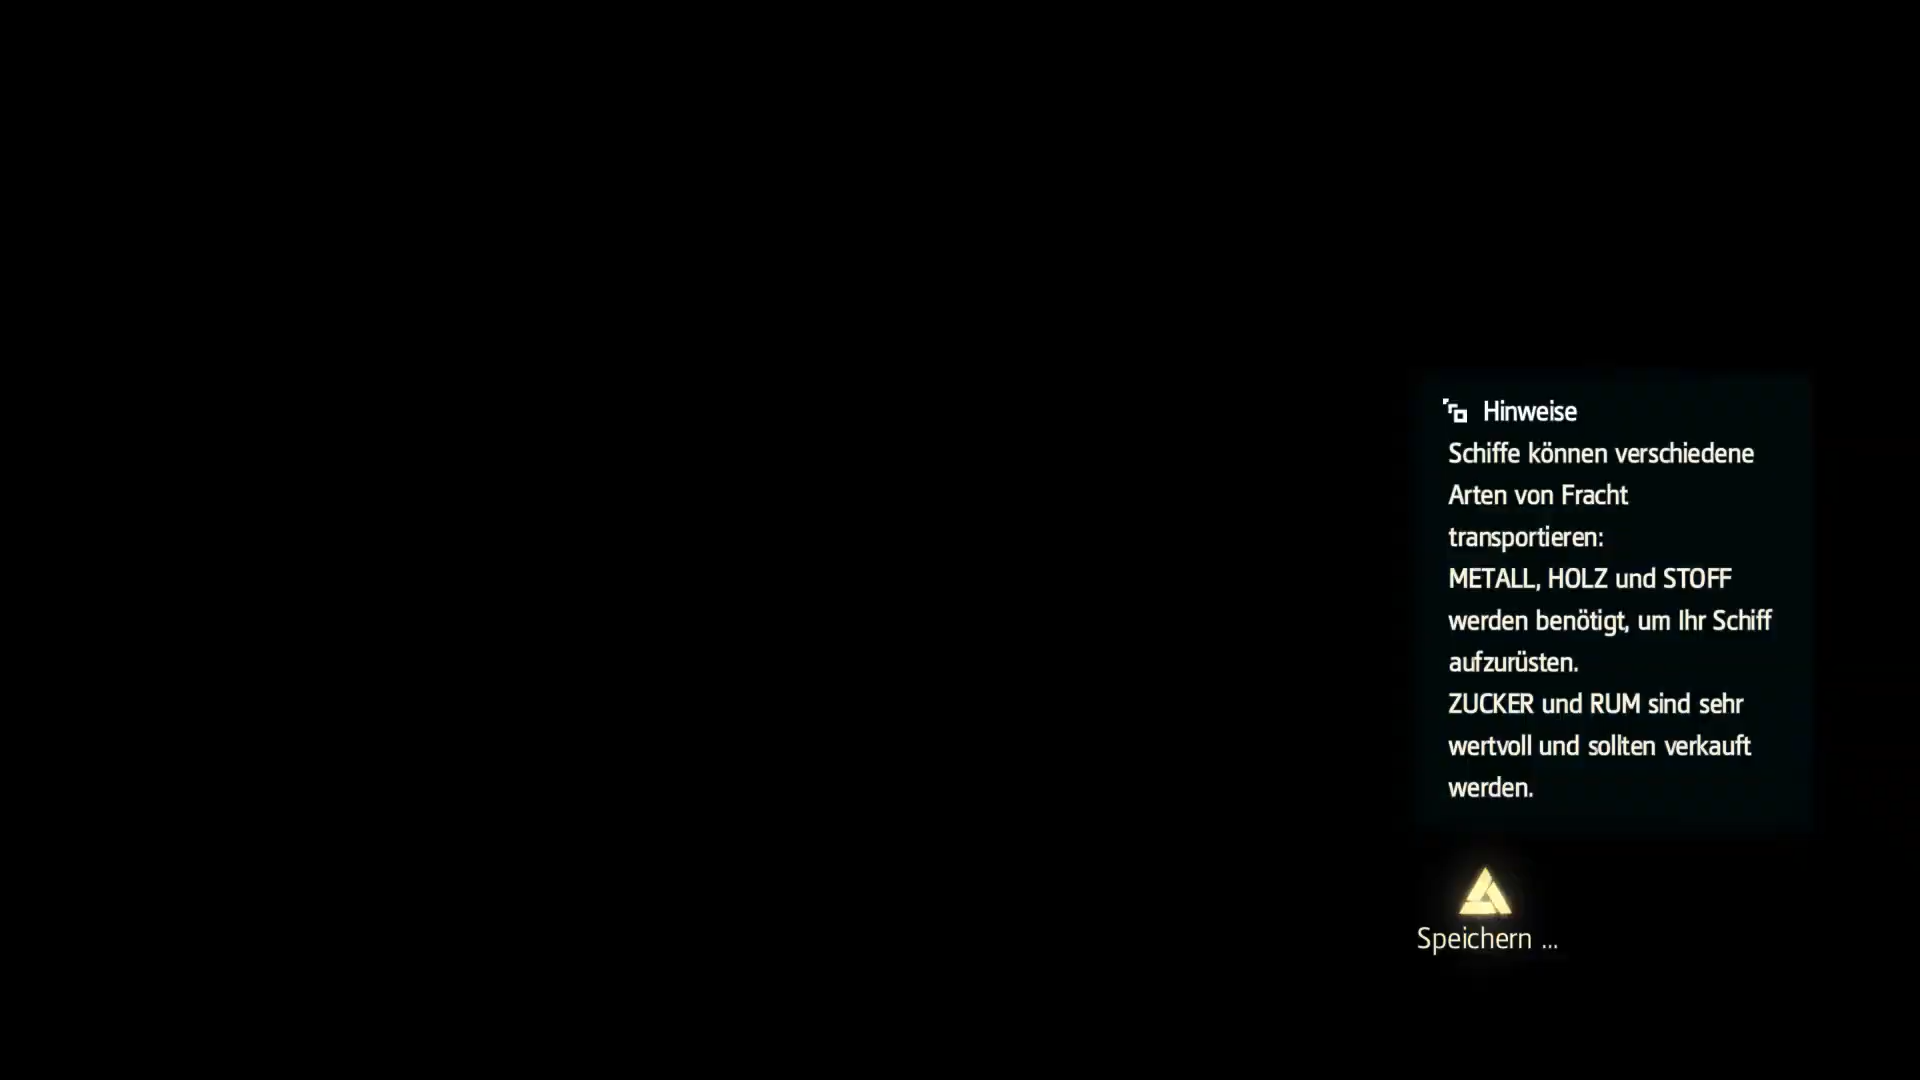 Hinweise
Schiffe können verschiedene
Arten von Fracht
transportieren:
METALL, HOLZ und STOFF
werden benötigt, um Ihr Schiff
aufzurüsten.
ZUCKER und RUM sind sehr
wertvoll und sollten verkauft
werden.
Speichern ...